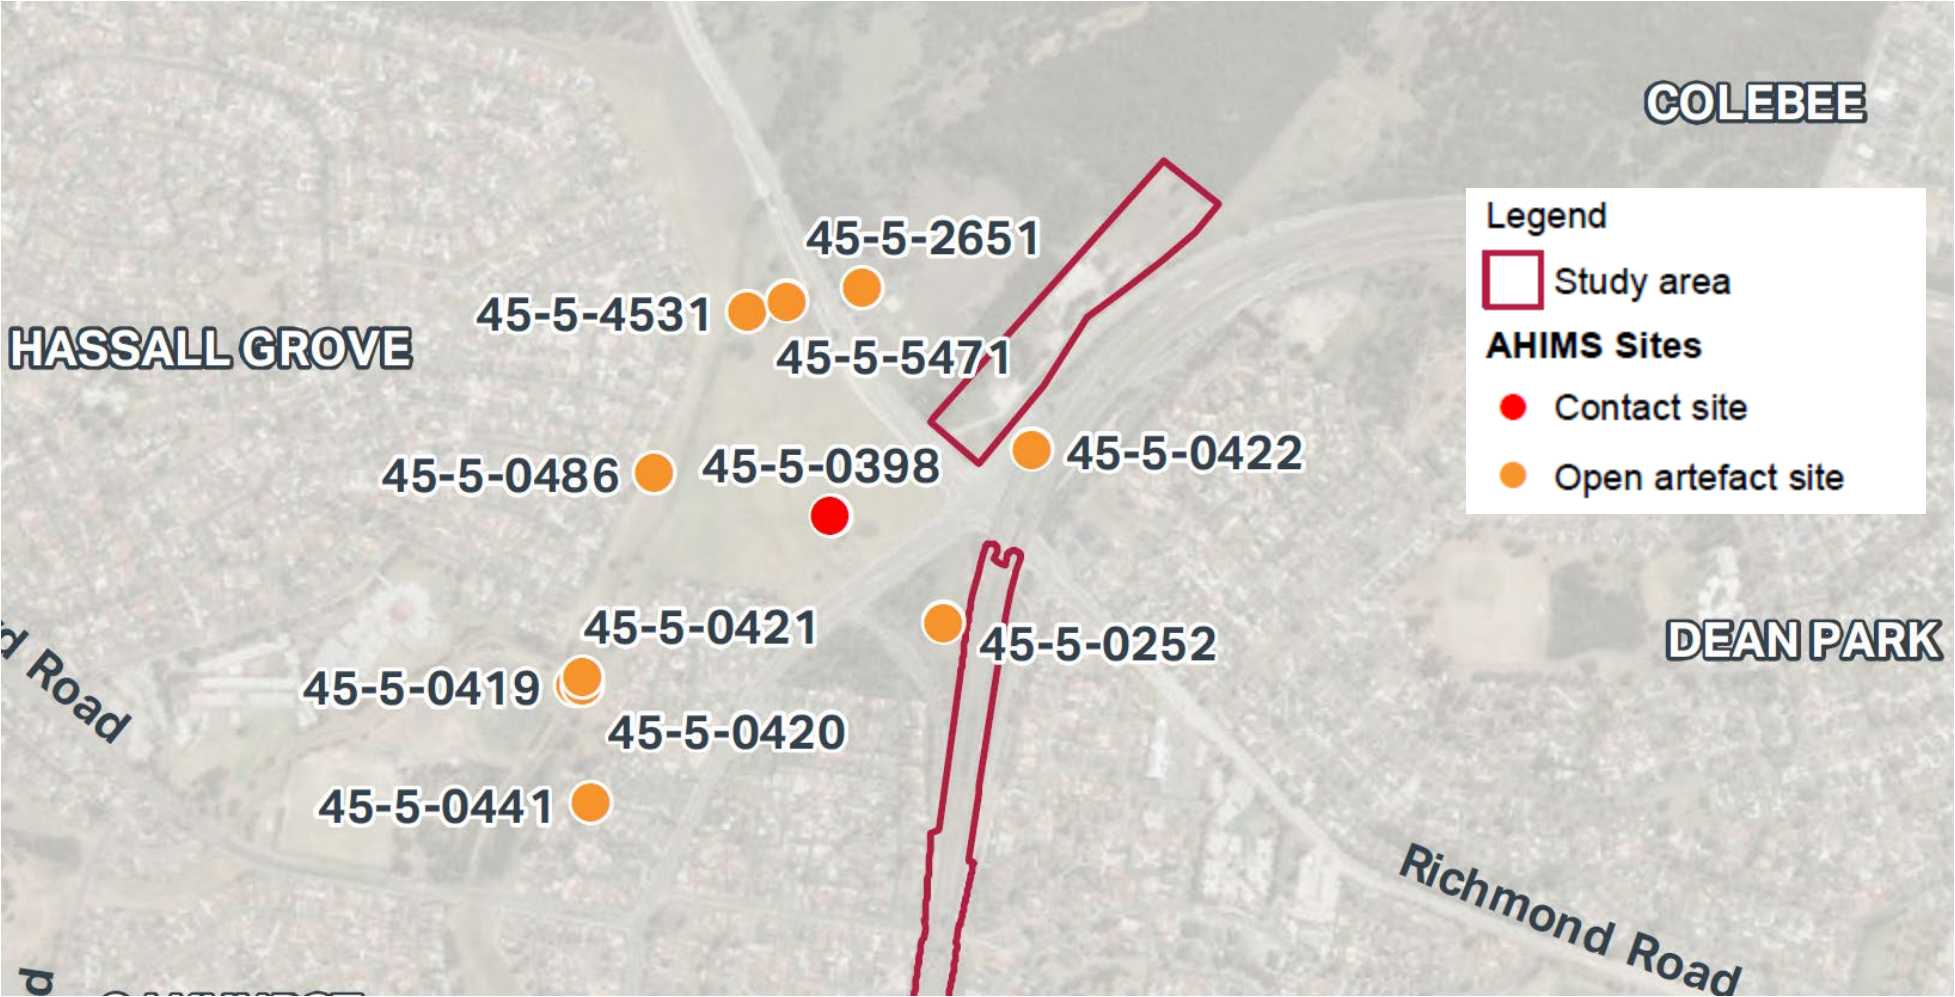 COLEBEE
Legend
Study area
AHIMS Sites
Contact site
Open artefact site
45-5-2651
45-5-4531
HASSALL GROVE
45-5-5471
45-5-0486
45-5-0398
45-5-0422
45-5-0421
45-5-0252
DEAN PARK
45-5-0419
45-5-0420
45-5-0441
Road
Richmond Road